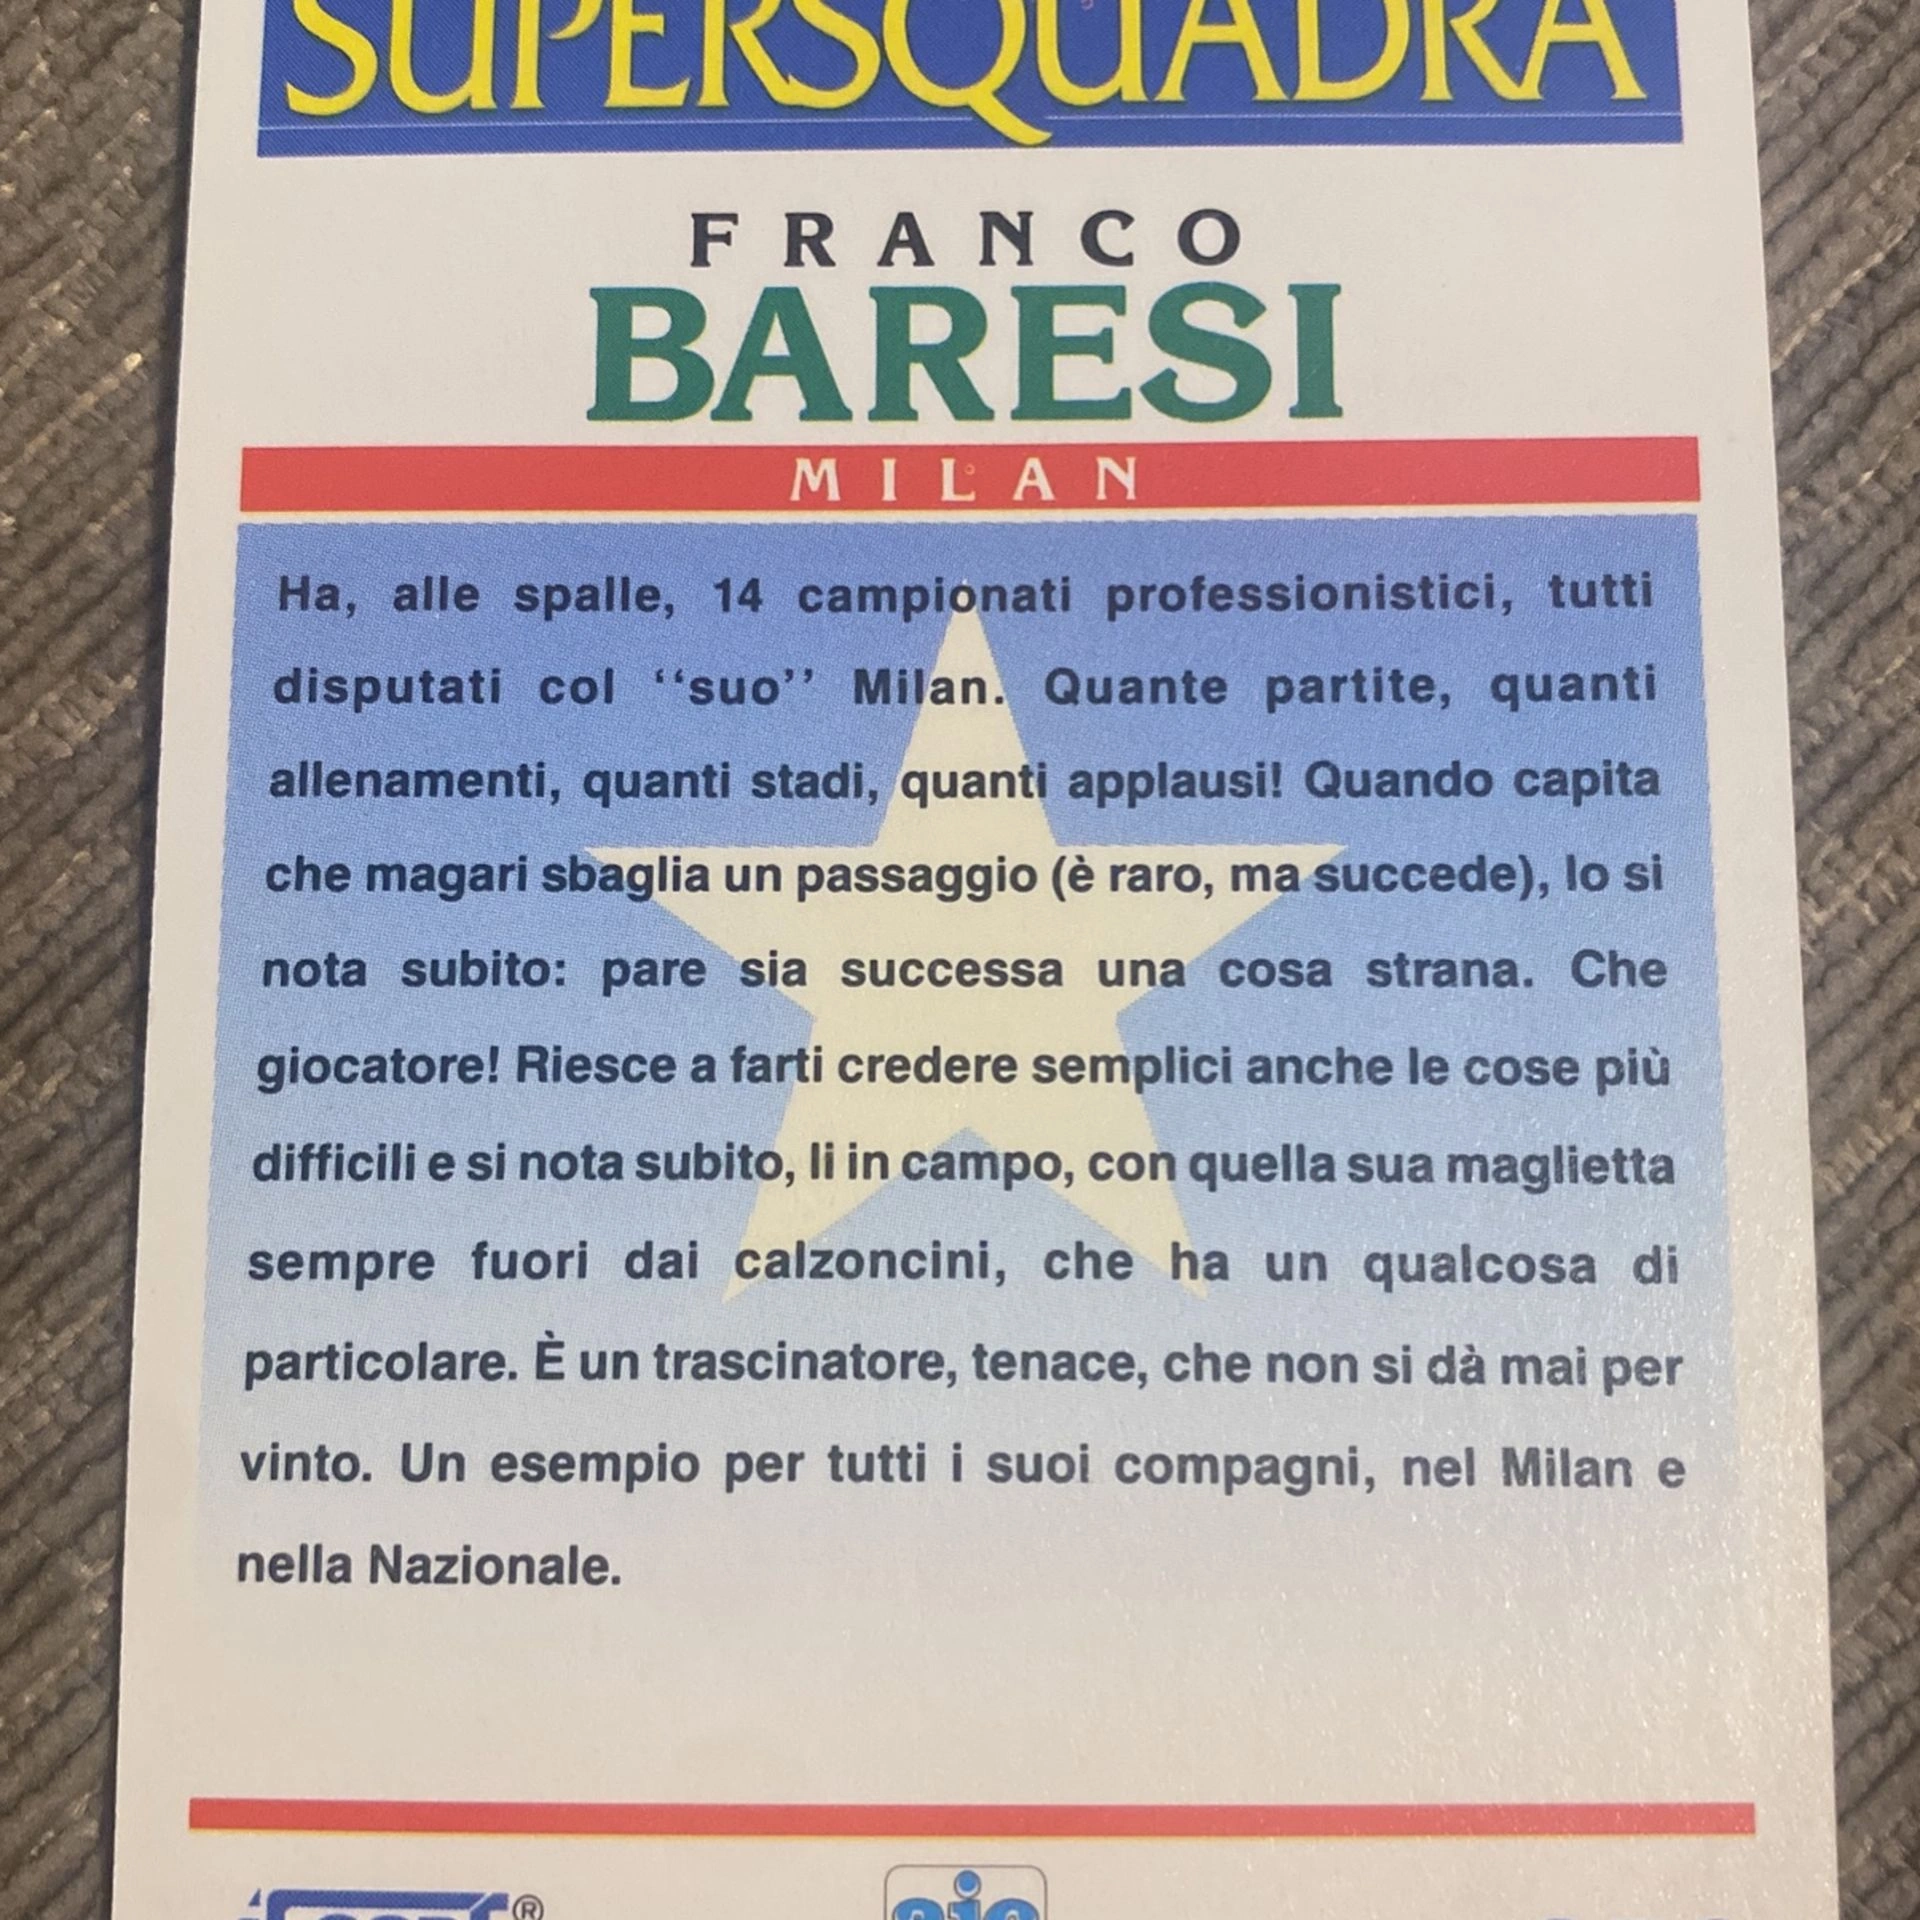 SUPERSQUADRA
FRANCO
BARESI
MILAN
Ha, alle spalle, 14 campionati professionistici, tutti
disputati col ‘‘suo’’ Milan. Quante partite, quanti
allenamenti, quanti stadi, quanti applausi! Quando capita
che magari sbaglia un passaggio (è raro, ma succede), lo si
nota subito: pare sia successa una cosa strana. Che
giocatore! Riesce a farti credere semplici anche le cose più
difficili e si nota subito, li in campo, con quella sua maglietta
sempre fuori dai calzoncini, che ha un qualcosa di
particolare. È un trascinatore, tenace, che non si dà mai per
vinto. Un esempio per tutti i suoi compagni, nel Milan e
nella Nazionale.